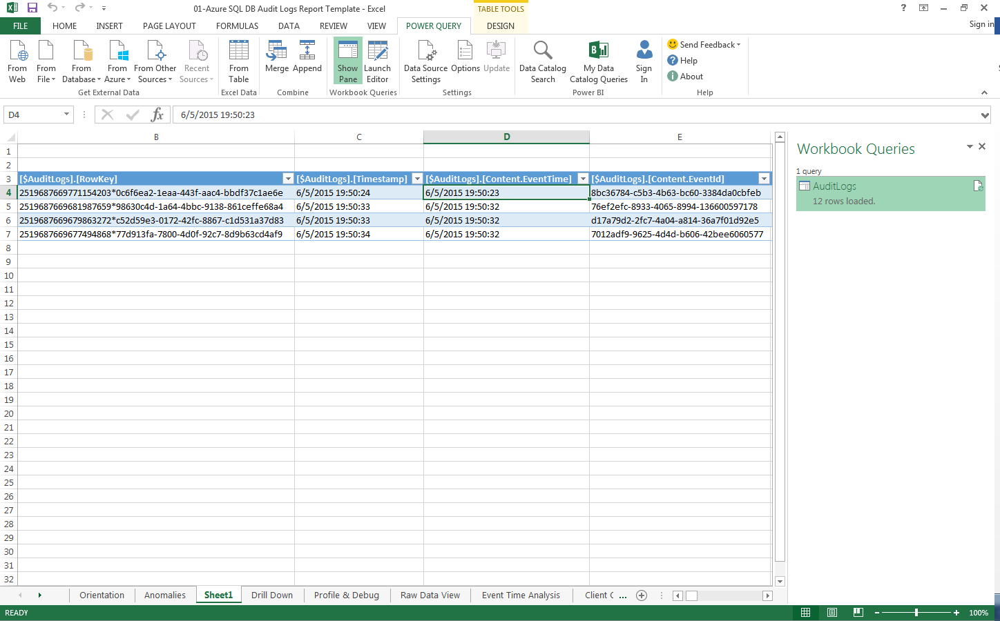 01-Azure SQL DB Audit Logs Report Template - Excel
TABLE TOOLS
FILE HOME INSERT PAGE LAYOUT FORMULAS DATA REVIEW VIEW POWER QUERY DESIGN Sign in
From Web
From File
From Database
From Azure
From Other Sources
Recent Sources
Get External Data
From Table
Excel Data
Merge
Append
Combine
Show Pane
Launch Editor
Workbook Queries
Data Source Settings
Options
Update
Settings
Data Catalog Search
My Data Catalog Queries
Sign In
Power BI
Send Feedback
Help
About
Help
D4 fx 6/5/2015 19:50:23
B C D E
1
2
3 [$AuditLogs].[RowKey] [$AuditLogs].[Timestamp] [$AuditLogs].[Content.EventTime] [$AuditLogs].[Content.EventId]
4 2519687669771154203*0c6f6ea2-1eaa-443f-aac4-bbdf37c1ae6e 6/5/2015 19:50:24 6/5/2015 19:50:23 8bc36784-c5b3-4b63-bc60-3384da0cbfeb
5 2519687669681987659*98630c4d-1a64-4bbc-9138-861ceffe68a4 6/5/2015 19:50:33 6/5/2015 19:50:32 76ef2efc-8933-4065-8994-136600597178
6 2519687669679863272*c52d59e3-0172-42fc-8867-c1d531a37d83 6/5/2015 19:50:33 6/5/2015 19:50:32 d17a79d2-2fc7-4a04-a814-36a7f01d92e5
7 2519687669677494868*77d913fa-7800-4d0f-92c7-8d9b63cd4af9 6/5/2015 19:50:34 6/5/2015 19:50:32 7012adf9-9625-4d4d-b606-42bee6060577
8
9
10
11
12
13
14
15
16
17
18
19
20
21
22
23
24
25
26
27
28
29
30
31
32
Workbook Queries
1 query
AuditLogs
12 rows loaded.
Orientation Anomalies Sheet1 Drill Down Profile & Debug Raw Data View Event Time Analysis Client ...
READY 100%